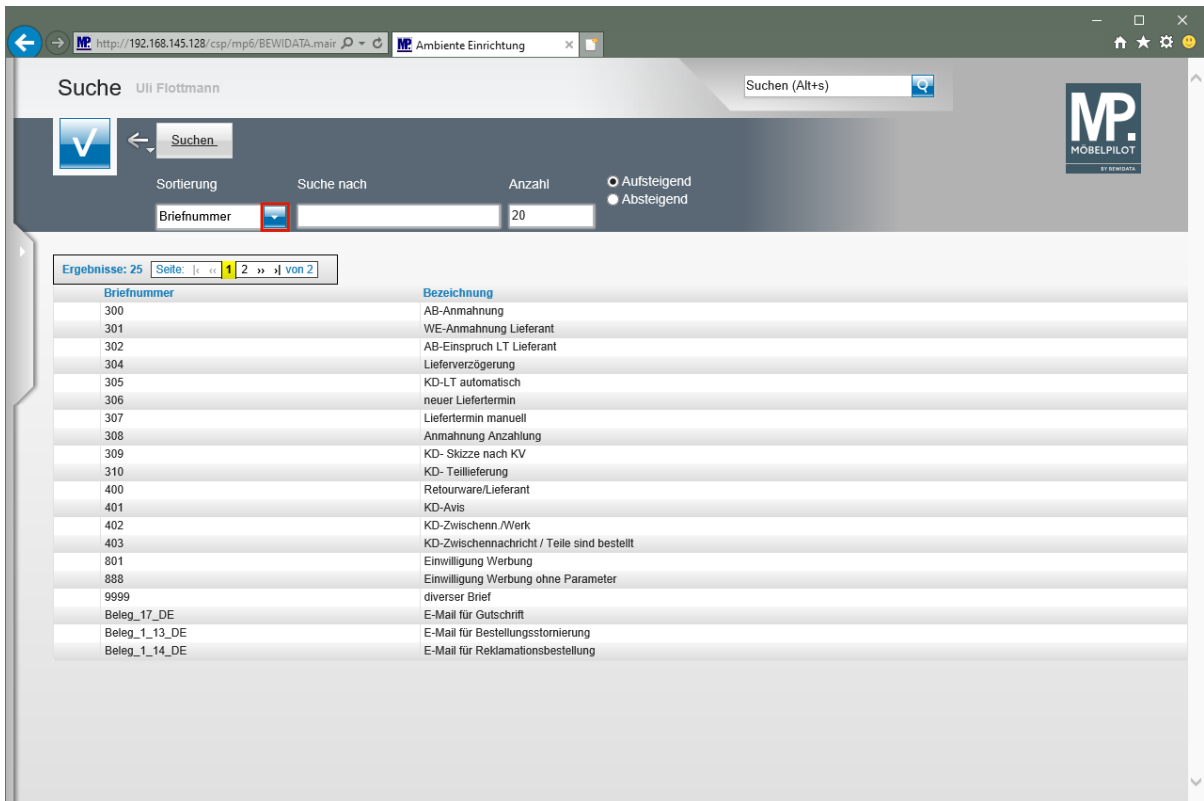 http://192.168.145.128/csp/mp6/BEWIDATA.mair
Ambiente Einrichtung
Suche Uli Flottmann
Suchen (Alt+s)
MP.
MÖBELPILOT
BY BEWIDATA
Suchen
Sortierung Suche nach Anzahl
Aufsteigend
Absteigend
Briefnummer 20
Ergebnisse: 25 Seite: |‹ ‹‹ 1 2 ›› ›| von 2
Briefnummer Bezeichnung
300 AB-Anmahnung
301 WE-Anmahnung Lieferant
302 AB-Einspruch LT Lieferant
304 Lieferverzögerung
305 KD-LT automatisch
306 neuer Liefertermin
307 Liefertermin manuell
308 Anmahnung Anzahlung
309 KD- Skizze nach KV
310 KD- Teillieferung
400 Retourware/Lieferant
401 KD-Avis
402 KD-Zwischenn./Werk
403 KD-Zwischennachricht / Teile sind bestellt
801 Einwilligung Werbung
888 Einwilligung Werbung ohne Parameter
9999 diverser Brief
Beleg_17_DE E-Mail für Gutschrift
Beleg_1_13_DE E-Mail für Bestellungsstornierung
Beleg_1_14_DE E-Mail für Reklamationsbestellung